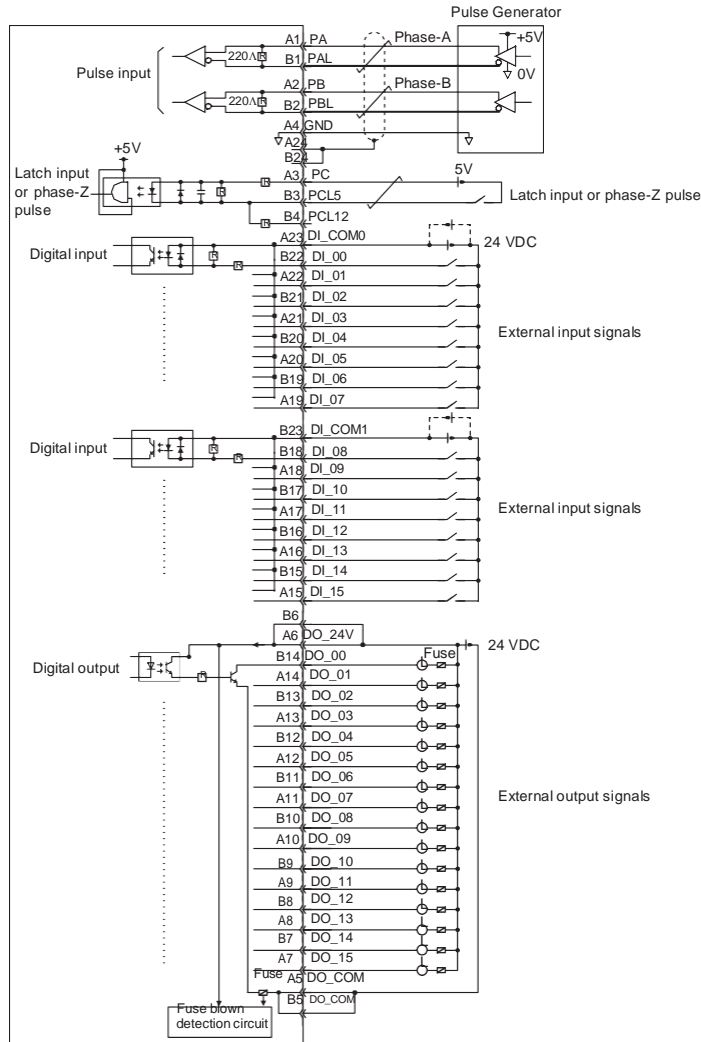 Pulse Generator
A1 PA Phase-A +5V
220Λ R
B1 PAL
Pulse input 0V
A2 PB Phase-B
220Λ R
B2 PBL
A4 GND
A24
B24
+5V
A3 PC 5V
Latch input or phase-Z pulse
R R
B3 PCL5
Latch input or phase-Z pulse
R
B4 PCL12
A23 DI_COM0 24 VDC
Digital input
B22 DI_00
R R
A22 DI_01
B21 DI_02
A21 DI_03
External input signals
B20 DI_04
A20 DI_05
B19 DI_06
A19 DI_07
B23 DI_COM1
Digital input
B18 DI_08
R R
A18 DI_09
B17 DI_10
A17 DI_11
External input signals
B16 DI_12
A16 DI_13
B15 DI_14
A15 DI_15
B6
A6 DO_24V 24 VDC
Digital output
R
B14 DO_00 Fuse
A14 DO_01
B13 DO_02
A13 DO_03
B12 DO_04
A12 DO_05
B11 DO_06
A11 DO_07
External output signals
B10 DO_08
A10 DO_09
B9 DO_10
A9 DO_11
B8 DO_12
A8 DO_13
B7 DO_14
A7 DO_15
Fuse
A5 DO_COM
B5 DO_COM
Fuse blown
detection circuit